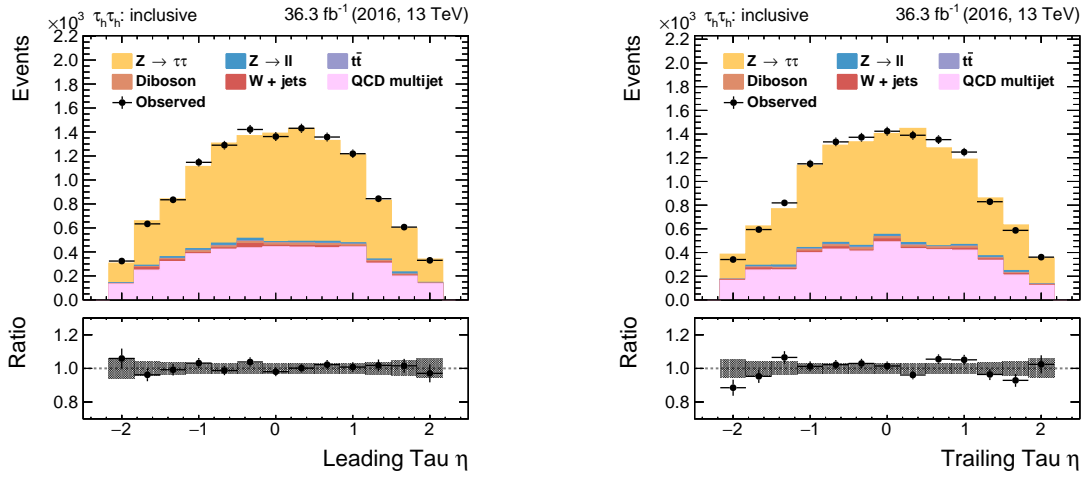 ×10³ τₕτₕ: inclusive 36.3 fb⁻¹ (2016, 13 TeV)
Events
2.2
2.0
1.8
1.6
1.4
1.2
1.0
0.8
0.6
0.4
0.2
0.0
Z → ττ Z → ll tt̄
Diboson W + jets QCD multijet
Observed
Ratio
1.2
1.0
0.8
−2 −1 0 1 2
Leading Tau η
×10³ τₕτₕ: inclusive 36.3 fb⁻¹ (2016, 13 TeV)
Events
2.2
2.0
1.8
1.6
1.4
1.2
1.0
0.8
0.6
0.4
0.2
0.0
Z → ττ Z → ll tt̄
Diboson W + jets QCD multijet
Observed
Ratio
1.2
1.0
0.8
−2 −1 0 1 2
Trailing Tau η